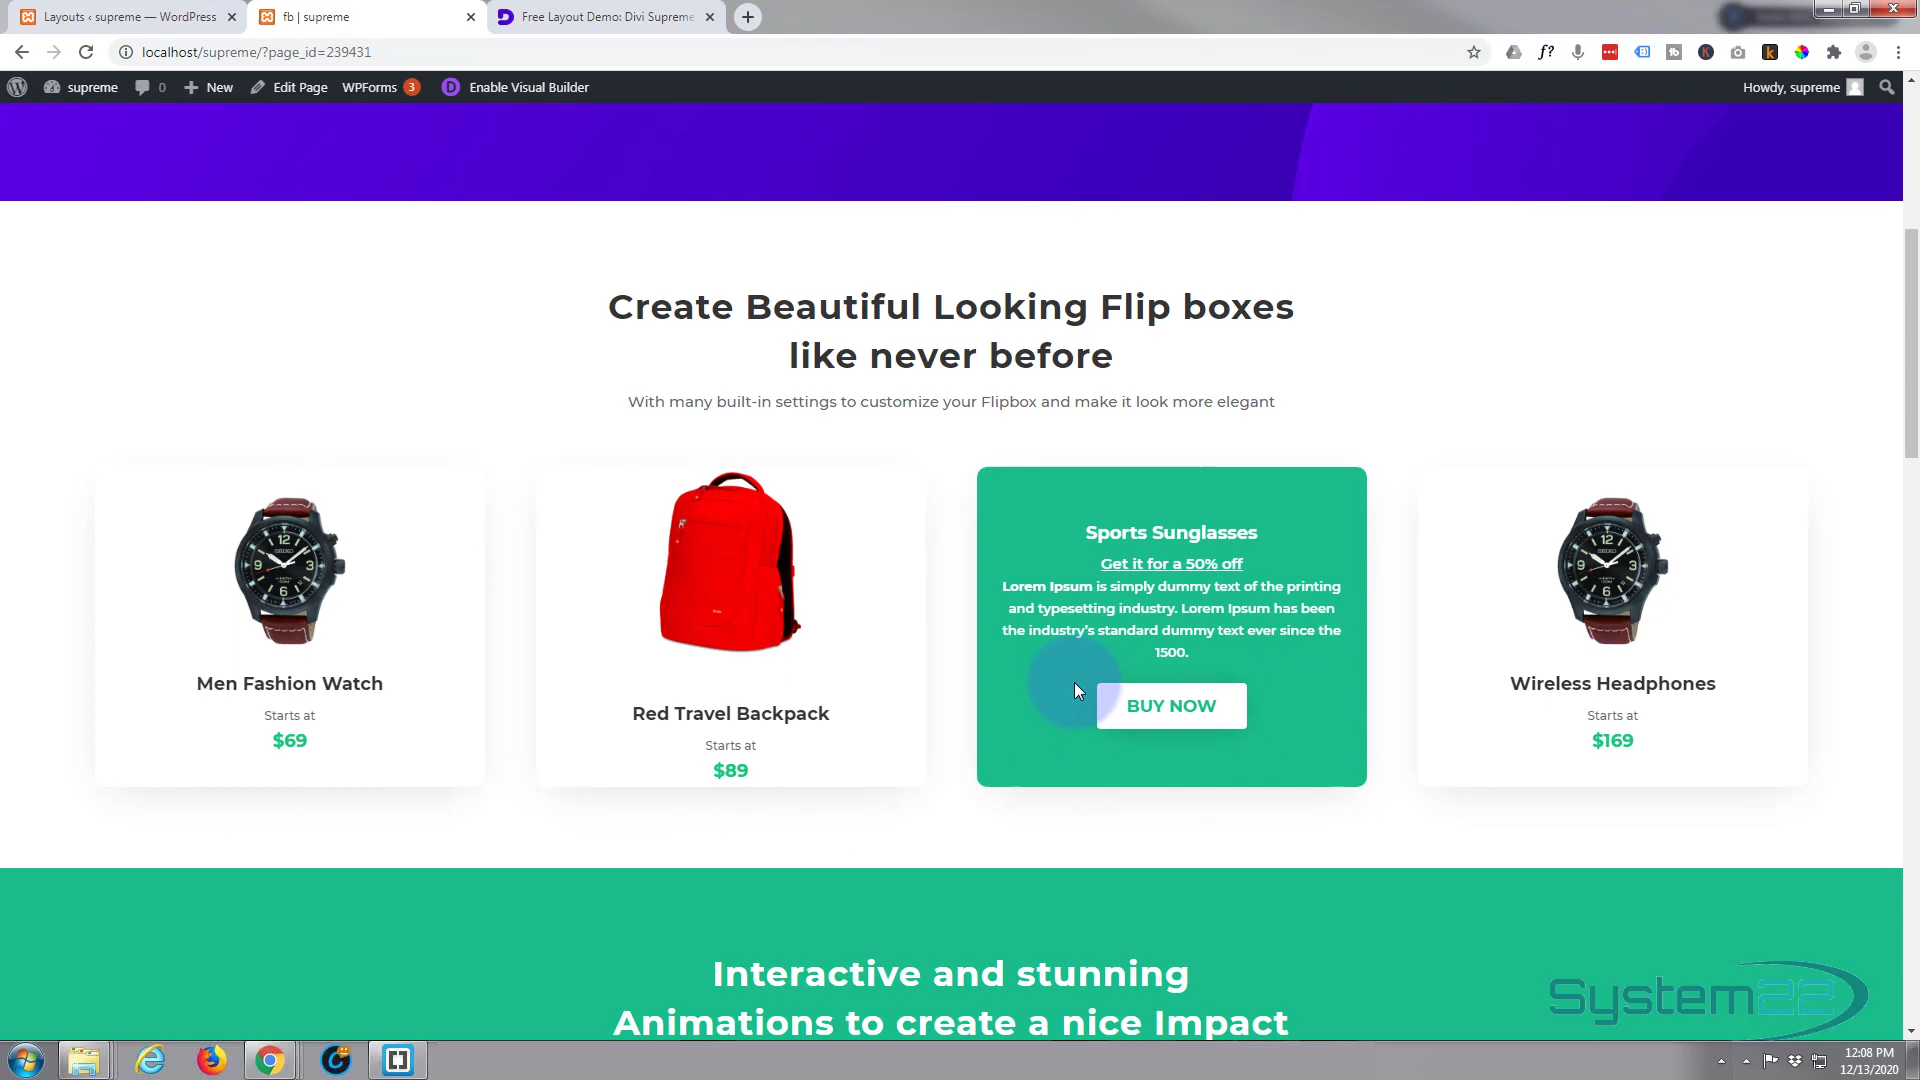 Layouts ‹ supreme — WordPress
fb | supreme
Free Layout Demo: Divi Supreme
localhost/supreme/?page_id=239431
supreme
0
New
Edit Page
WPForms 3
Enable Visual Builder
Howdy, supreme
Create Beautiful Looking Flip boxes
like never before
With many built-in settings to customize your Flipbox and make it look more elegant
Men Fashion Watch
Starts at
$69
Red Travel Backpack
Starts at
$89
Sports Sunglasses
Get it for a 50% off
Lorem Ipsum is simply dummy text of the printing
and typesetting industry. Lorem Ipsum has been
the industry's standard dummy text ever since the
1500.
BUY NOW
Wireless Headphones
Starts at
$169
Interactive and stunning
Animations to create a nice Impact
System22
12:08 PM
12/13/2020